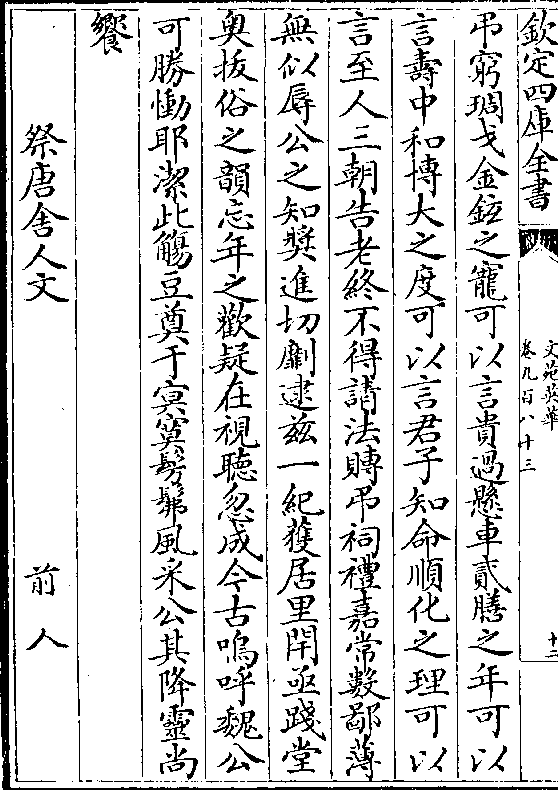 欽定四庫全書
文苑英華
卷九百八十三
十二
弔窮琱戈金鉉之寵可以言貴過懸車貳膳之年可以
言壽中和博大之度可以言君子知命順化之理可以
言至人三朝告老終不得請法賻弔祠禮嘉常數鄙薄
無似辱公之知奬進切劘逮兹一紀獲居里閈亟踐堂
奥拔俗之韻忘年之歡疑在視聽忽成今古嗚呼魏公
可勝慟耶潔此觴豆奠于冥寞髣髴風采公其降靈尚
饗
祭唐舍人文 前人